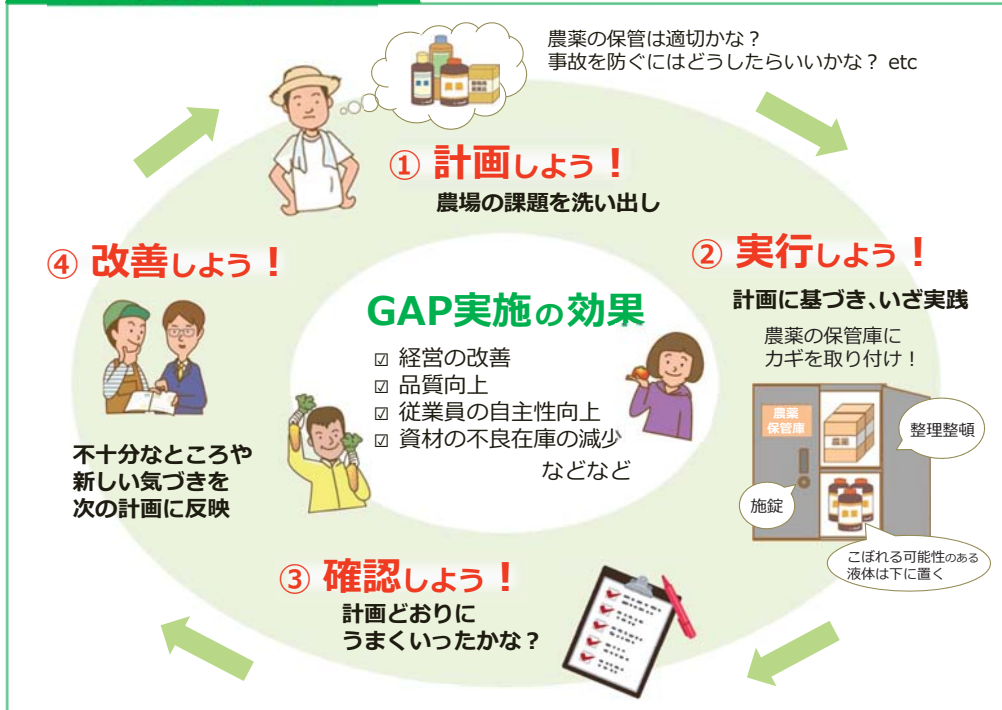 農薬の保管は適切かな？
事故を防ぐにはどうしたらいいかな？ etc
① 計画しよう！
農場の課題を洗い出し
② 実行しよう！
計画に基づき、いざ実践
農薬の保管庫に
カギを取り付け！
農薬
保管庫
農薬
整理整頓
施錠
こぼれる可能性のある
液体は下に置く
③ 確認しよう！
計画どおりに
うまくいったかな？
④ 改善しよう！
不十分なところや
新しい気づきを
次の計画に反映
GAP実施の効果
☑ 経営の改善
☑ 品質向上
☑ 従業員の自主性向上
☑ 資材の不良在庫の減少
などなど